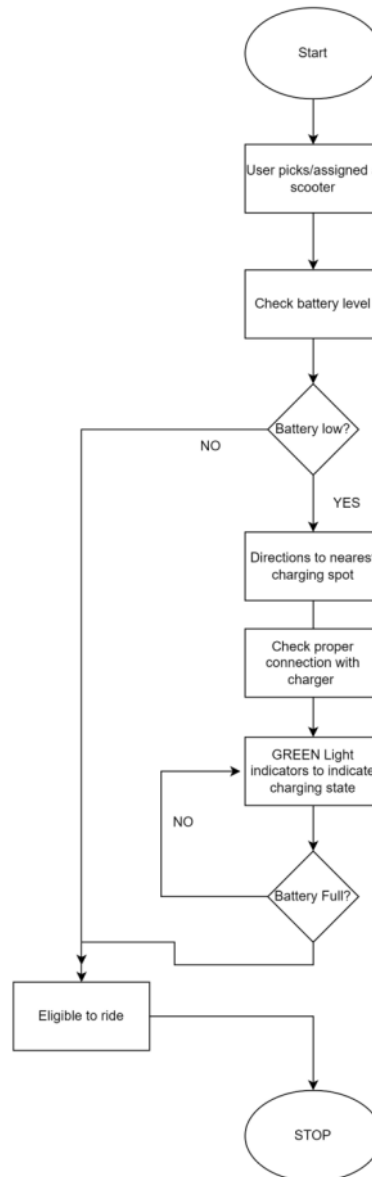 Start
User picks/assigned
scooter
Check battery level
Battery low?
NO
YES
Directions to nearest
charging spot
Check proper
connection with
charger
GREEN Light
indicators to indicate
charging state
NO
Battery Full?
Eligible to ride
STOP